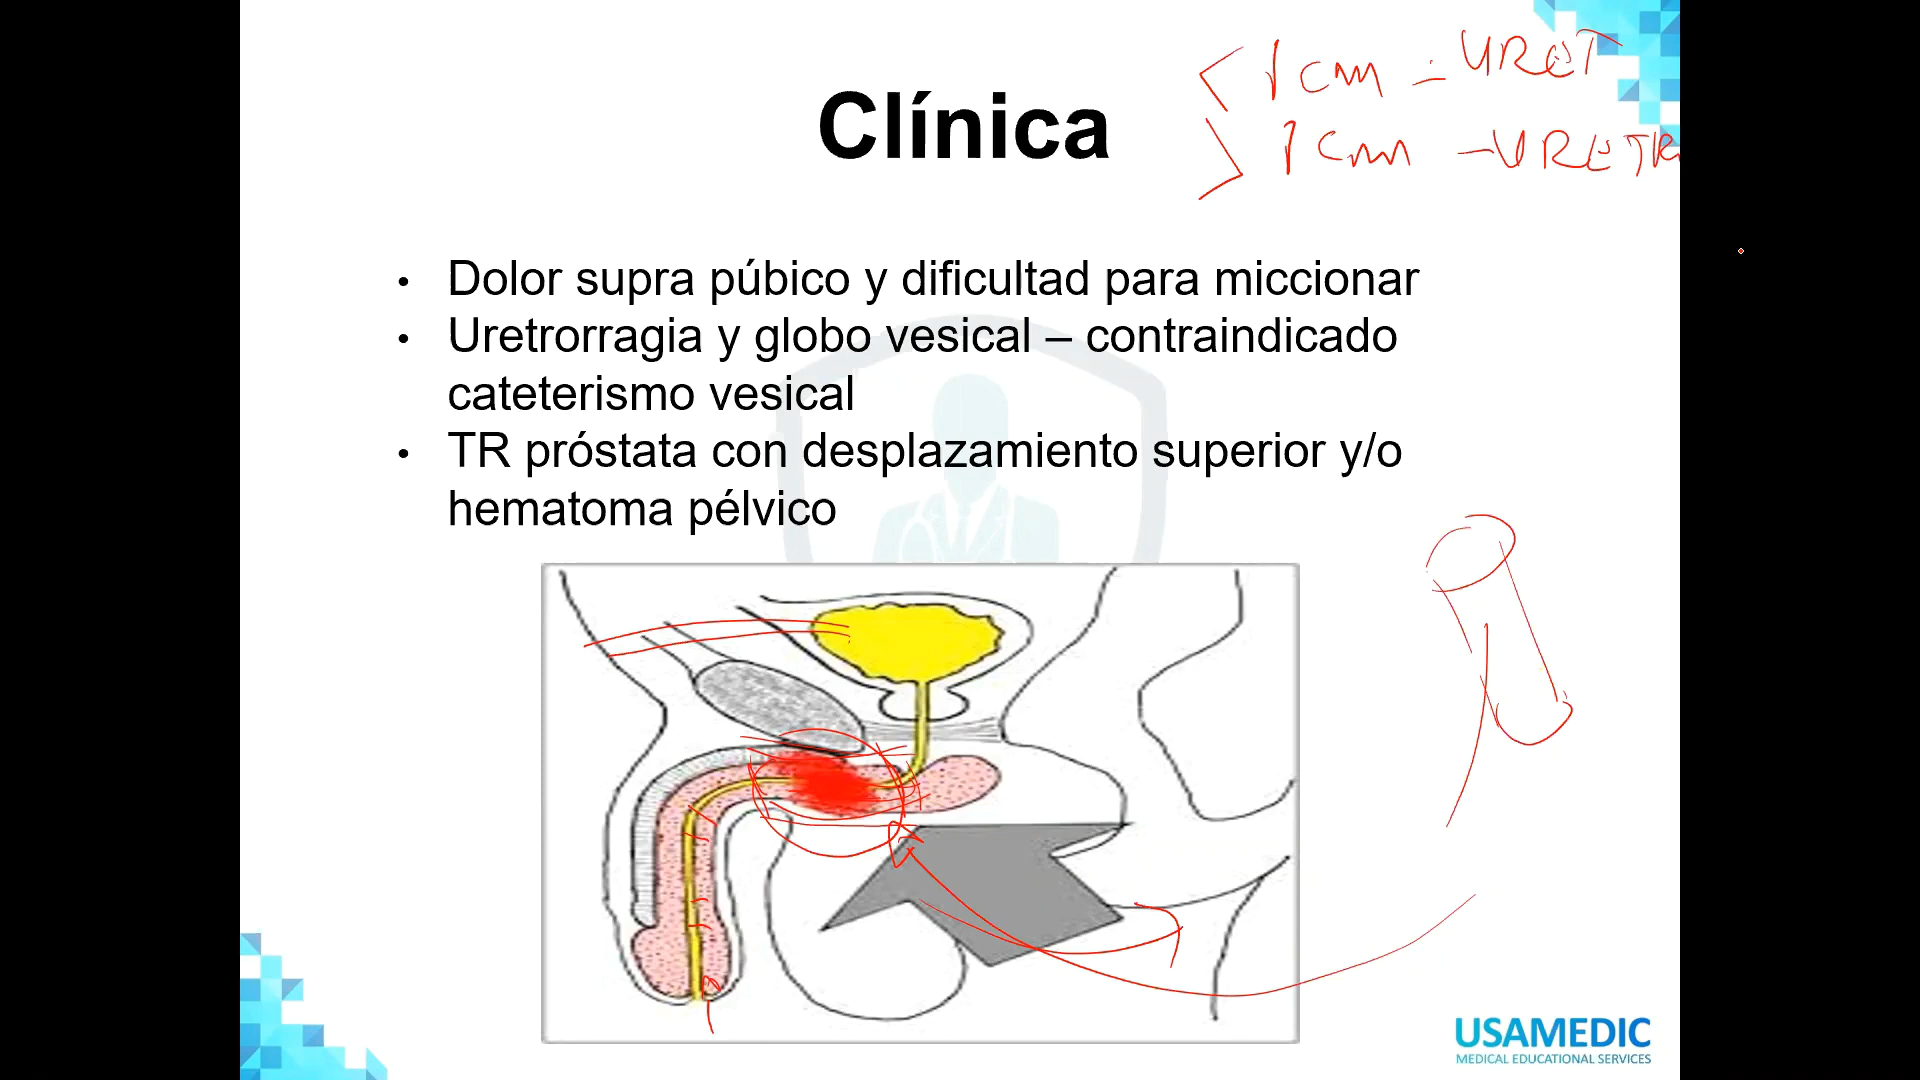 < 1 cm = URET
> 1 cm - URETR
Clínica
• Dolor supra púbico y dificultad para miccionar
• Uretrorragia y globo vesical – contraindicado
cateterismo vesical
• TR próstata con desplazamiento superior y/o
hematoma pélvico
USAMEDIC
MEDICAL EDUCATIONAL SERVICES